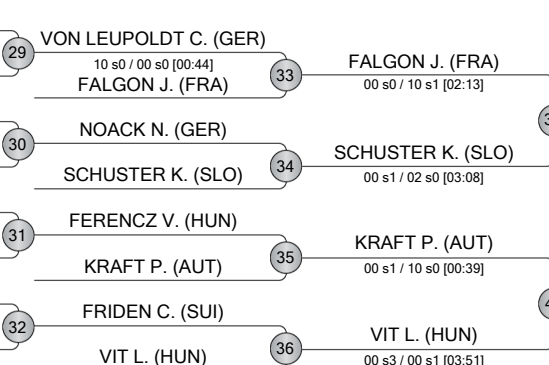 29
VON LEUPOLDT C. (GER)
10 s0 / 00 s0 [00:44]
FALGON J. (FRA)
33
FALGON J. (FRA)
00 s0 / 10 s1 [02:13]
30
NOACK N. (GER)
SCHUSTER K. (SLO)
34
SCHUSTER K. (SLO)
00 s1 / 02 s0 [03:08]
31
FERENCZ V. (HUN)
KRAFT P. (AUT)
35
KRAFT P. (AUT)
00 s1 / 10 s0 [00:39]
32
FRIDEN C. (SUI)
VIT L. (HUN)
36
VIT L. (HUN)
00 s3 / 00 s1 [03:51]